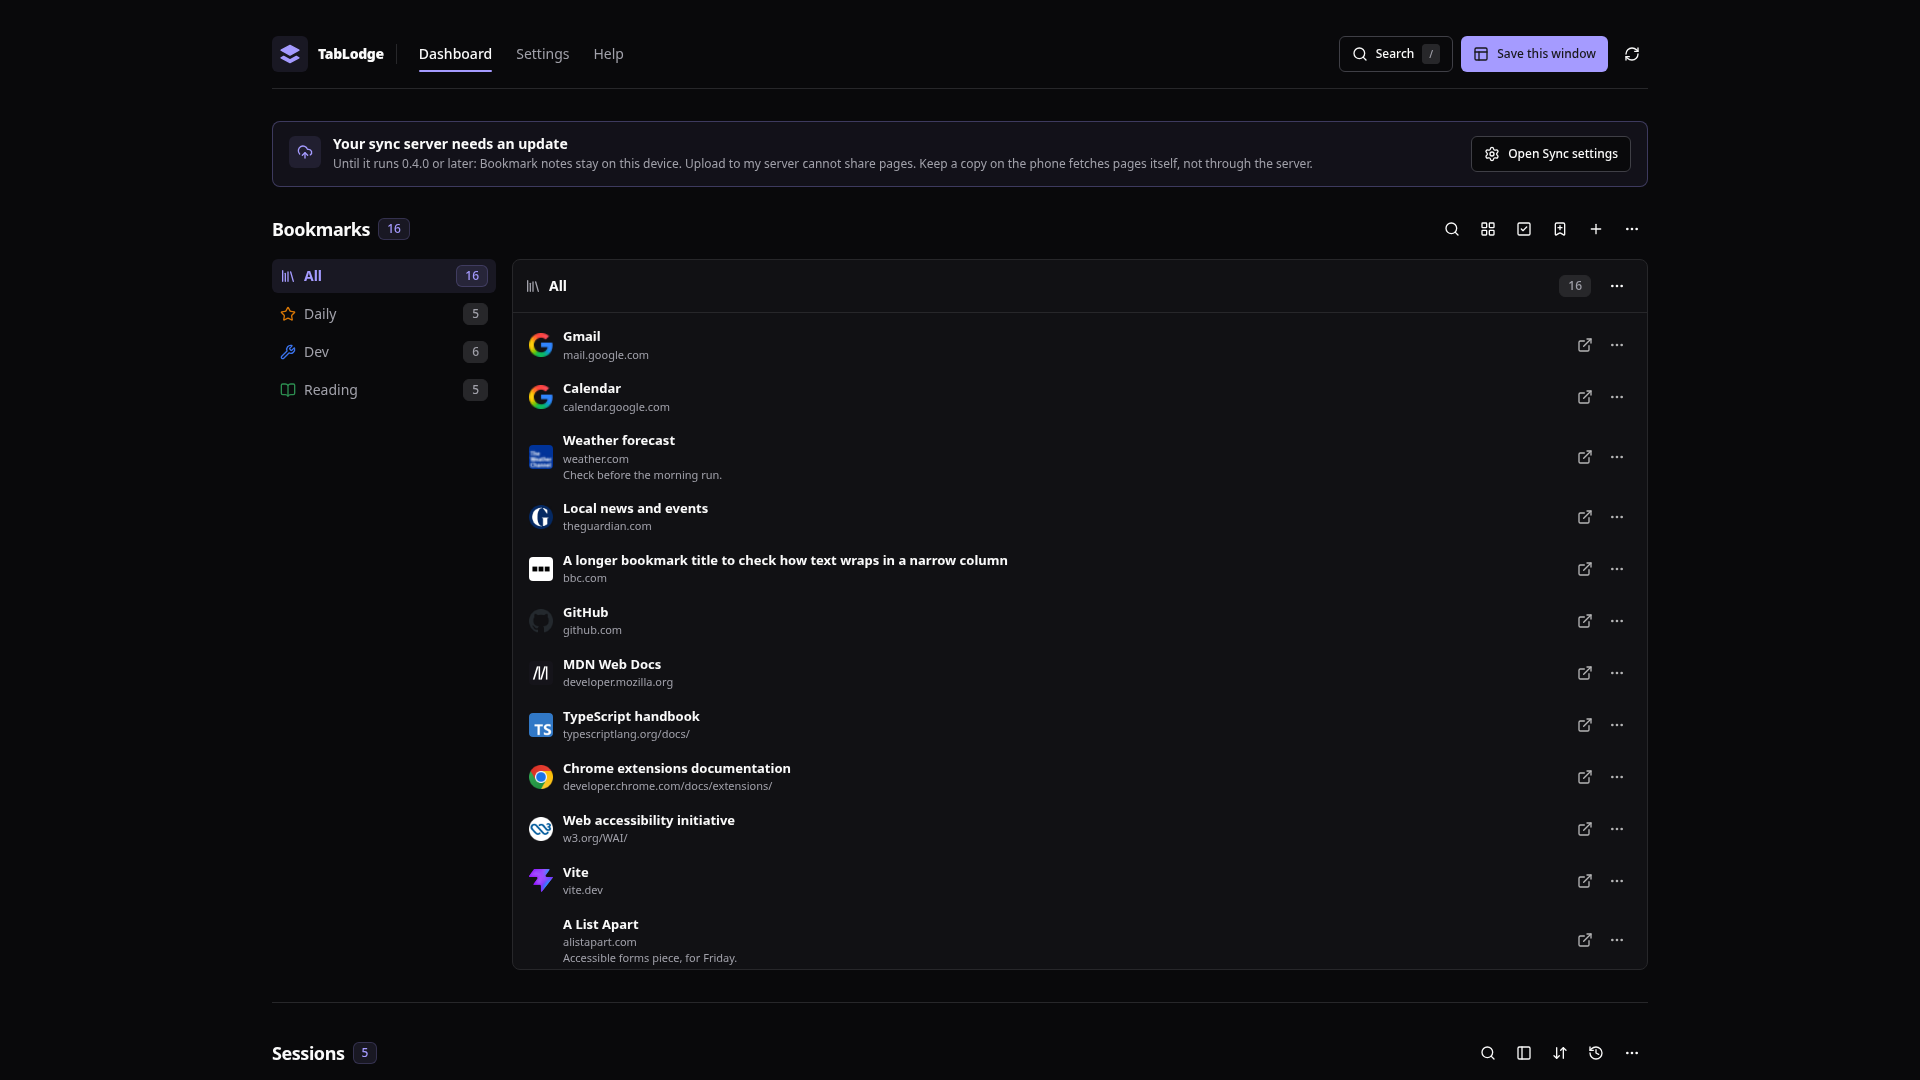 TabLodge
Dashboard
Settings
Help
Search /
Save this window
Your sync server needs an update
Until it runs 0.4.0 or later: Bookmark notes stay on this device. Upload to my server cannot share pages. Keep a copy on the phone fetches pages itself, not through the server.
Open Sync settings
Bookmarks 16
All 16
Daily 5
Dev 6
Reading 5
All 16
Gmail
mail.google.com
Calendar
calendar.google.com
Weather forecast
weather.com
Check before the morning run.
The Weather Channel
Local news and events
theguardian.com
A longer bookmark title to check how text wraps in a narrow column
bbc.com
GitHub
github.com
MDN Web Docs
developer.mozilla.org
TS
TypeScript handbook
typescriptlang.org/docs/
Chrome extensions documentation
developer.chrome.com/docs/extensions/
Web accessibility initiative
w3.org/WAI/
Vite
vite.dev
A List Apart
alistapart.com
Accessible forms piece, for Friday.
Sessions 5